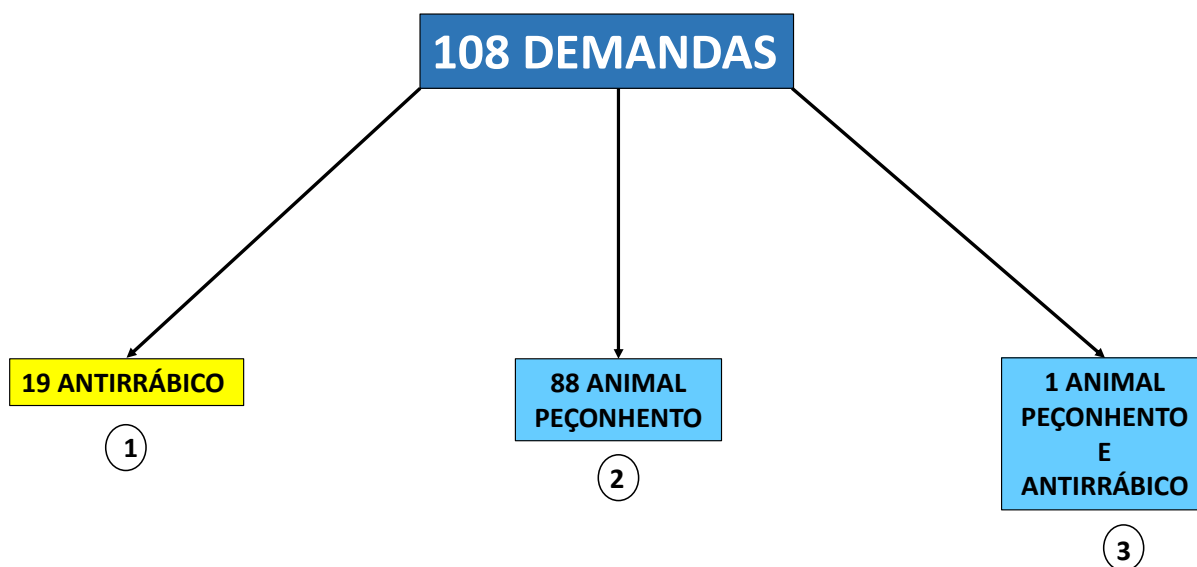 108 DEMANDAS
19 ANTIRRÁBICO
1
88 ANIMAL
PEÇONHENTO
2
1 ANIMAL
PEÇONHENTO
E
ANTIRRÁBICO
3